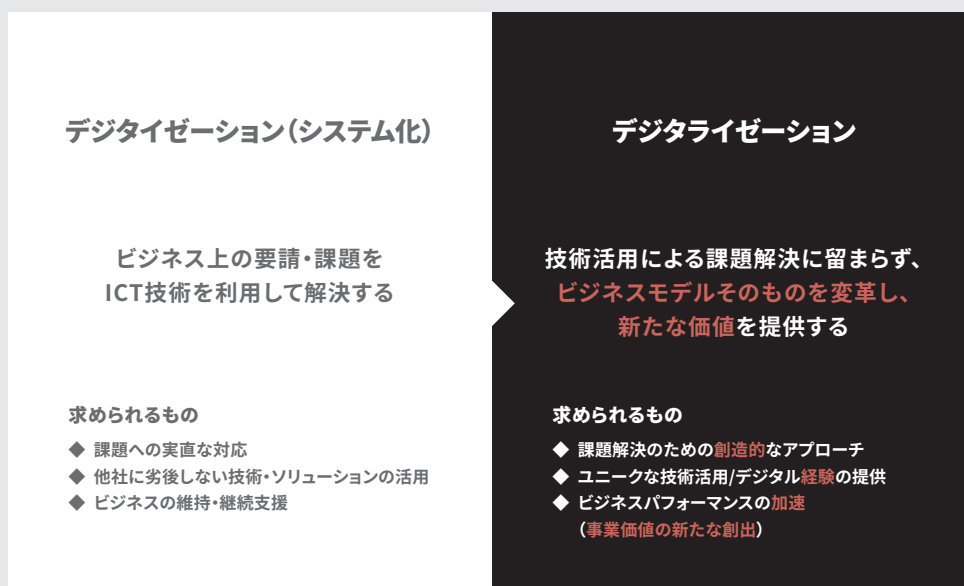 デジタイゼーション（システム化）
ビジネス上の要請・課題を
ICT技術を利用して解決する
求められるもの
◆ 課題への実直な対応
◆ 他社に劣後しない技術・ソリューションの活用
◆ ビジネスの維持・継続支援
デジタライゼーション
技術活用による課題解決に留まらず、
ビジネスモデルそのものを変革し、
新たな価値を提供する
求められるもの
◆ 課題解決のための創造的なアプローチ
◆ ユニークな技術活用/デジタル経験の提供
◆ ビジネスパフォーマンスの加速
（事業価値の新たな創出）